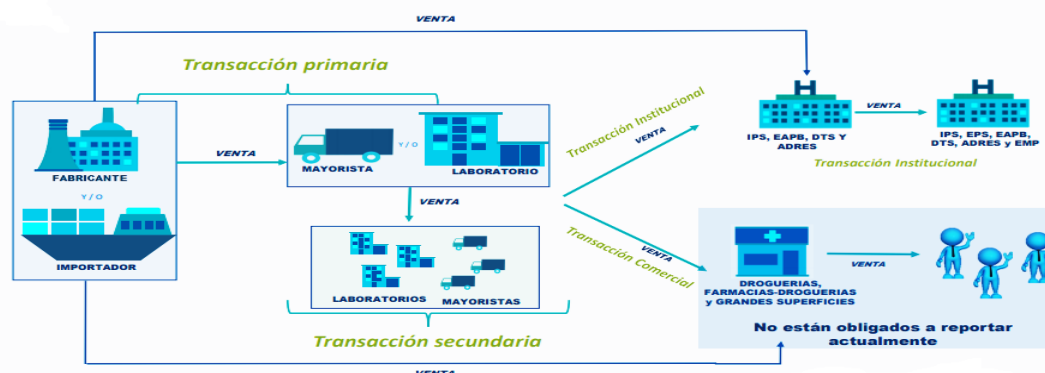 VENTA
Transacción primaria
FABRICANTE
Y/O
IMPORTADOR
VENTA
MAYORISTA
Y/O
LABORATORIO
VENTA
LABORATORIOS
MAYORISTAS
Transacción secundaria
Transacción Institucional
VENTA
IPS, EAPB, DTS Y
ADRES
VENTA
IPS, EPS, EAPB,
DTS, ADRES y EMP
Transacción Institucional
VENTA
Transacción Comercial
DROGUERIAS,
FARMACIAS-DROGUERIAS
y GRANDES SUPERFICIES
VENTA
No están obligados a reportar
actualmente
VENTA